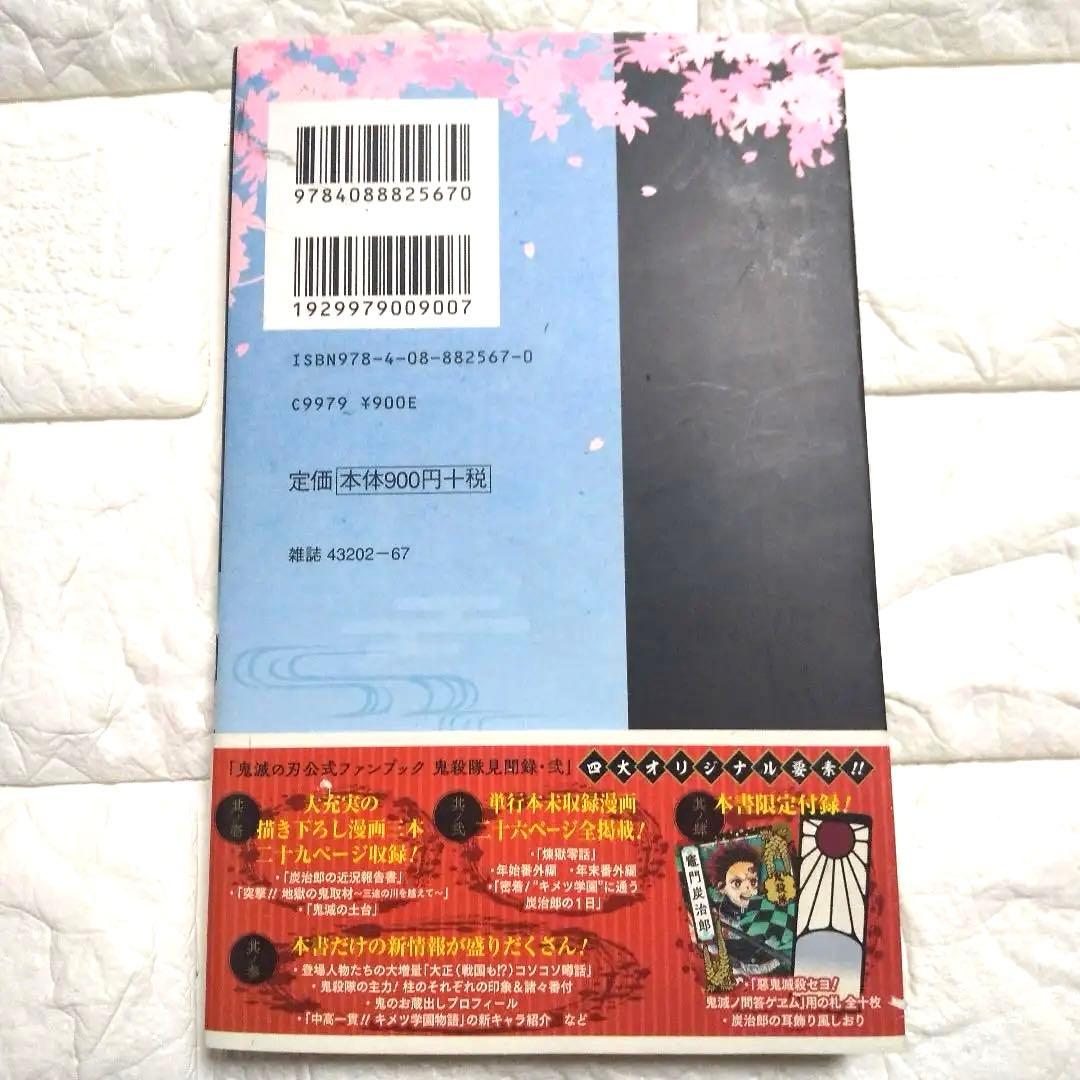 9784088825670
1929979009007
ISBN978-4-08-882567-0
C9979 ¥900E
定価 本体900円+税
雑誌 43202-67
「鬼滅の刃公式ファンブック 鬼殺隊見聞録・弐」 四大オリジナル要素!!
其ノ壱
大充実の
描き下ろし漫画三本
二十九ページ収録!
・「炭治郎の近況報告書」
・「突撃!! 地獄の鬼取材〜三途の川を越えて〜」
・「鬼滅の土台」
其ノ弐
単行本未収録漫画
二十六ページ全掲載!
・「煉獄零話」
・年始番外編 ・年末番外編
・「密着!“キメツ学園”に通う
炭治郎の1日」
其ノ参
本書だけの新情報が盛りだくさん!
・登場人物たちの大増量「大正(戦国も!?)コソコソ噂話」
・鬼殺隊の主力! 柱のそれぞれの印象&諸々番付
・鬼のお蔵出しプロフィール
・「中高一貫!! キメツ学園物語」の新キャラ紹介 など
其ノ肆
本書限定付録!
竈門炭治郎
・「惡鬼滅殺セヨ!
鬼滅ノ問答ゲヱム」用の札 全十枚
・炭治郎の耳飾り風しおり